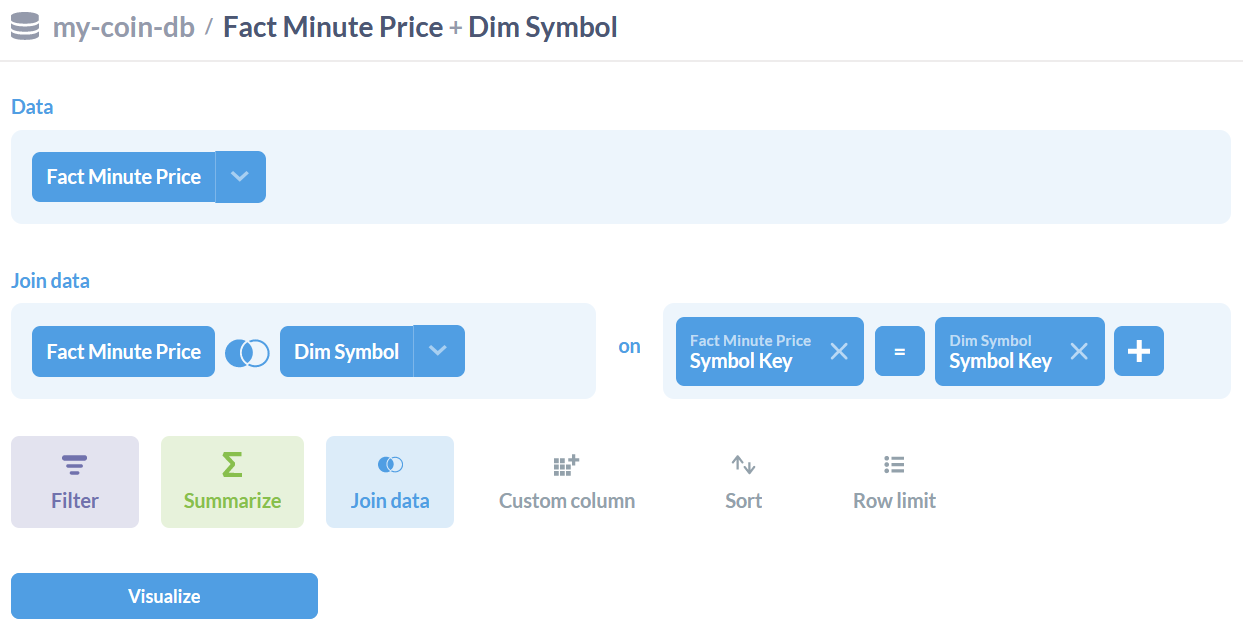 my-coin-db / Fact Minute Price + Dim Symbol
Data
Fact Minute Price
Join data
Fact Minute Price Dim Symbol on Fact Minute Price Symbol Key = Dim Symbol Symbol Key +
Filter Summarize Join data Custom column Sort Row limit
Visualize